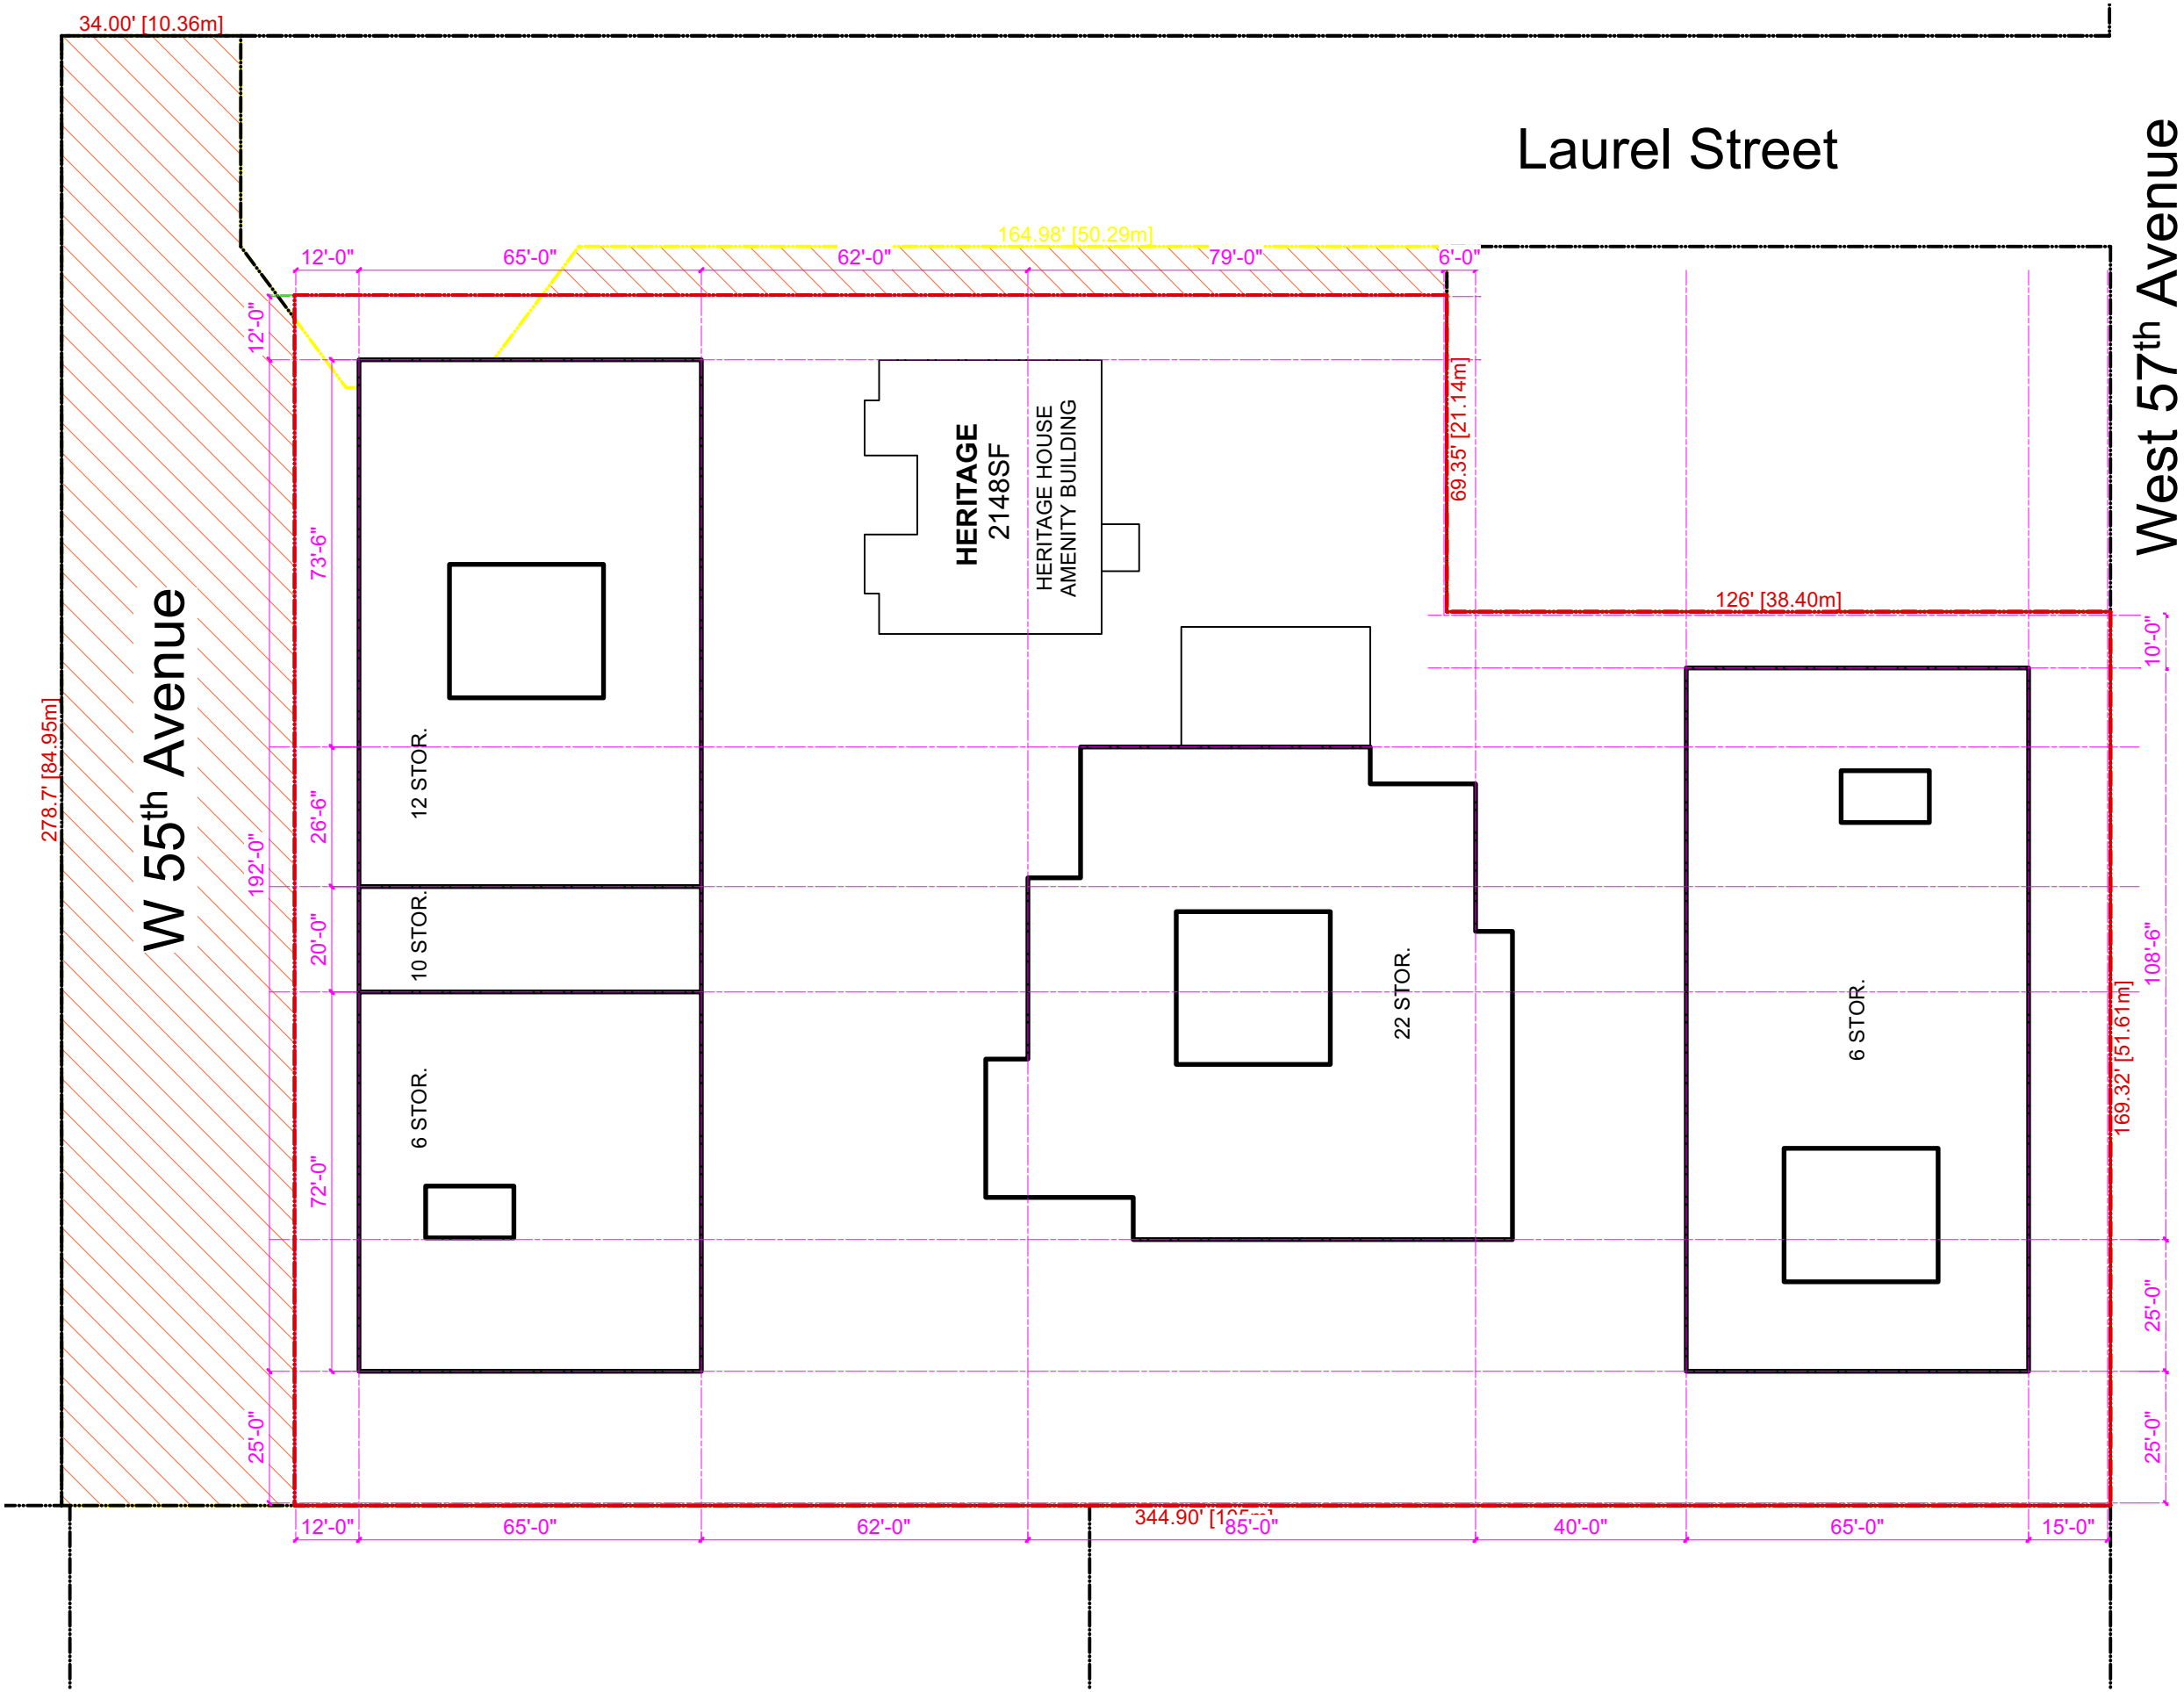 34.00' [10.36m]
Laurel Street
West 57th Avenue
164.98' [50.29m]
12'-0"
65'-0"
62'-0"
79'-0"
6'-0"
12'-0"
69.35' [21.14m]
HERITAGE
2148SF
HERITAGE HOUSE
AMENITY BUILDING
73'-6"
126' [38.40m]
10'-0"
W 55th Avenue
278.7' [84.95m]
12 STOR.
26'-6"
192'-0"
10 STOR.
20'-0"
22 STOR.
108'-6"
6 STOR.
169.32' [51.61m]
6 STOR.
72'-0"
25'-0"
25'-0"
25'-0"
344.90' [1
12'-0"
65'-0"
62'-0"
85'-0"
40'-0"
65'-0"
15'-0"